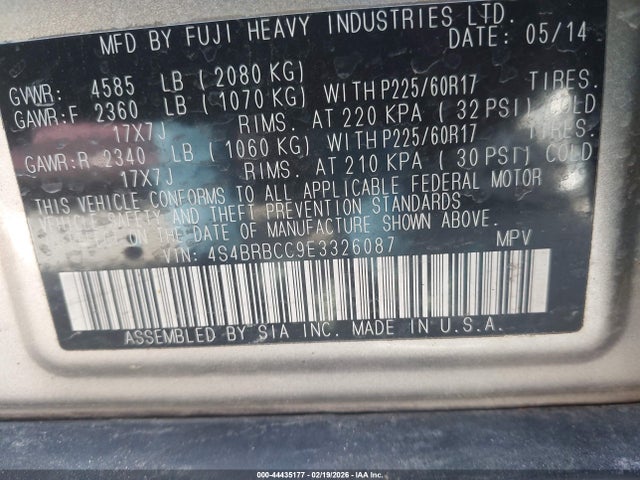 MFD BY FUJI HEAVY INDUSTRIES LTD.
DATE: 05/14
GVWR: 4585 LB (2080 KG)
GAWR:F 2360 LB (1070 KG) WITH P225/60R17 TIRES.
17X7J RIMS. AT 220 KPA (32 PSI) COLD
GAWR:R 2340 LB (1060 KG) WITH P225/60R17 TIRES.
17X7J RIMS. AT 210 KPA (30 PSI) COLD
THIS VEHICLE CONFORMS TO ALL APPLICABLE FEDERAL MOTOR
VEHICLE SAFETY AND THEFT PREVENTION STANDARDS
IN EFFECT ON THE DATE OF MANUFACTURE SHOWN ABOVE.
VIN: 4S4BRBCC9E3326087 MPV
ASSEMBLED BY SIA INC. MADE IN U.S.A.
000-44435177 - 02/19/2026 - IAA Inc.